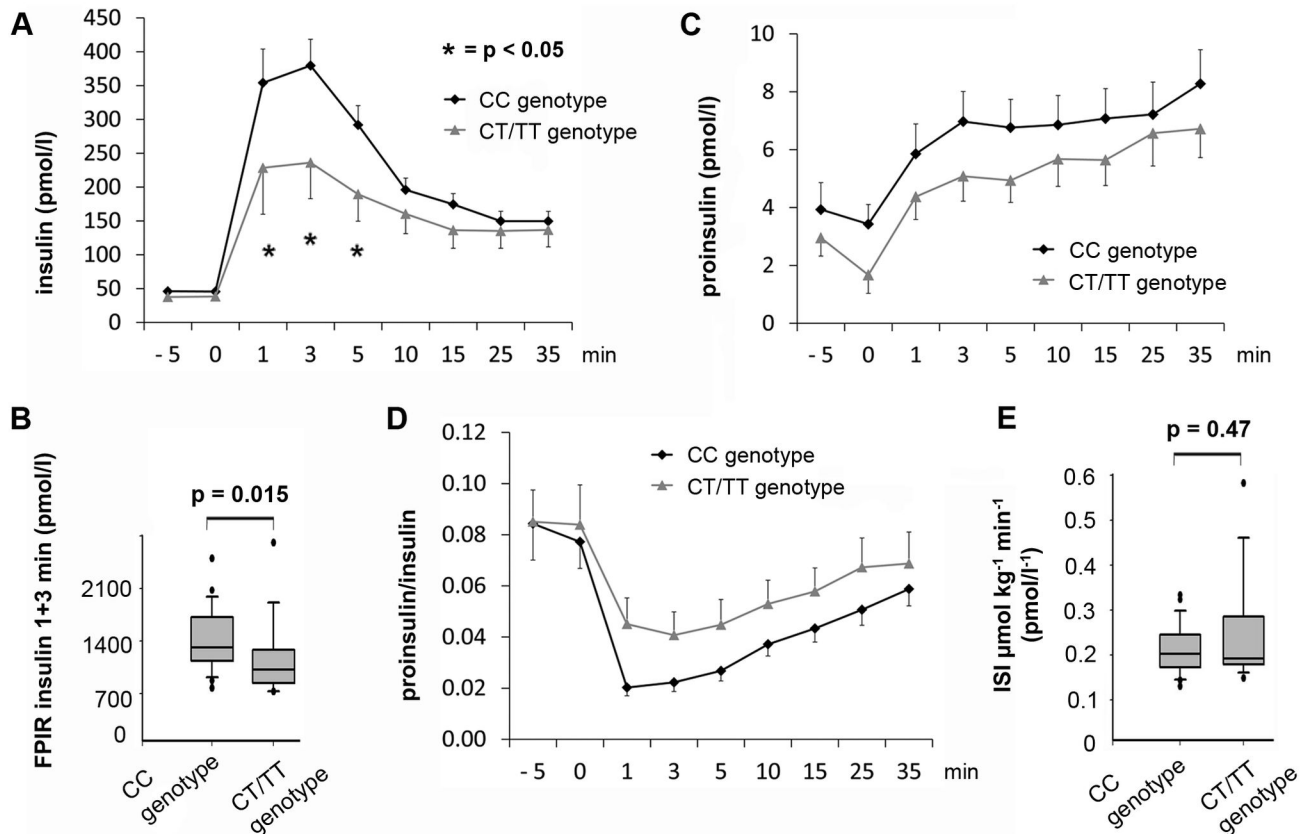 A
insulin (pmol/l)
450
400
350
300
250
200
150
100
50
0
* = p < 0.05
CC genotype
CT/TT genotype
* * *
- 5 0 1 3 5 10 15 25 35 min
C
proinsulin (pmol/l)
10
8
6
4
2
0
CC genotype
CT/TT genotype
- 5 0 1 3 5 10 15 25 35 min
B
FPIR insulin 1+3 min (pmol/l)
p = 0.015
2100
1400
700
0
CC
genotype
CT/TT
genotype
D
proinsulin/insulin
0.12
0.10
0.08
0.06
0.04
0.02
0.00
CC genotype
CT/TT genotype
- 5 0 1 3 5 10 15 25 35 min
E
ISI µmol kg⁻¹ min⁻¹
(pmol/l⁻¹)
p = 0.47
0.6
0.5
0.4
0.3
0.2
0.1
0
CC
genotype
CT/TT
genotype